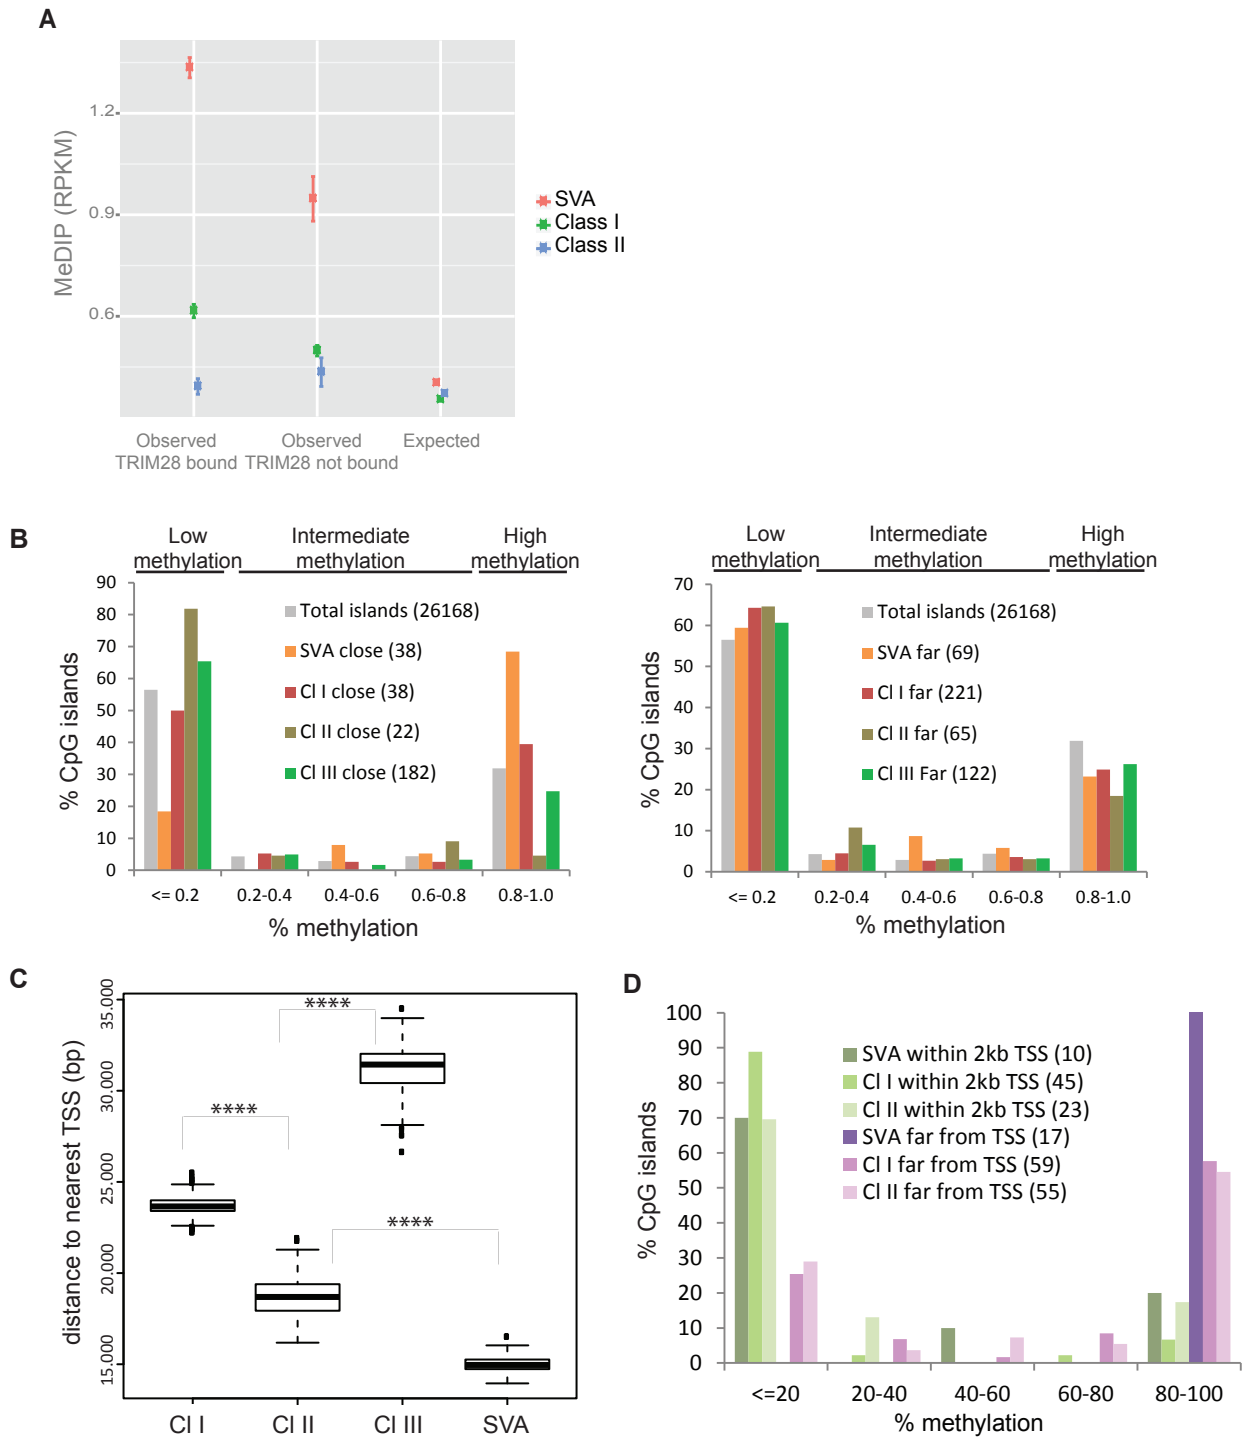 A
MeDIP (RPKM)
1.2
0.9
0.6
SVA
Class I
Class II
Observed
TRIM28 bound
Observed
TRIM28 not bound
Expected
B
Low
methylation
Intermediate
methylation
High
methylation
% CpG islands
90
80
70
60
50
40
30
20
10
0
Total islands (26168)
SVA close (38)
Cl I close (38)
Cl II close (22)
Cl III close (182)
<= 0.2
0.2-0.4
0.4-0.6
0.6-0.8
0.8-1.0
% methylation
Low
methylation
Intermediate
methylation
High
methylation
% CpG islands
70
60
50
40
30
20
10
0
Total islands (26168)
SVA far (69)
Cl I far (221)
Cl II far (65)
Cl III Far (122)
<= 0.2
0.2-0.4
0.4-0.6
0.6-0.8
0.8-1.0
% methylation
C
distance to nearest TSS (bp)
35.000
30.000
25.000
20.000
15.000
****
****
****
Cl I
Cl II
Cl III
SVA
D
% CpG islands
100
90
80
70
60
50
40
30
20
10
0
SVA within 2kb TSS (10)
Cl I within 2kb TSS (45)
Cl II within 2kb TSS (23)
SVA far from TSS (17)
Cl I far from TSS (59)
Cl II far from TSS (55)
<=20
20-40
40-60
60-80
80-100
% methylation